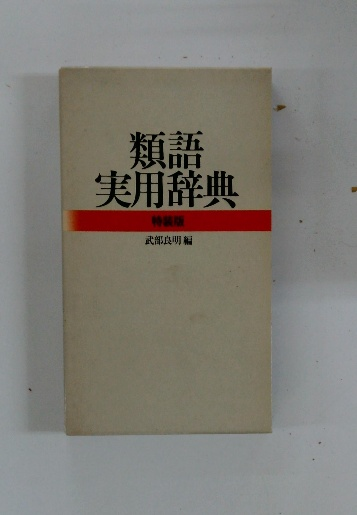 類語
実用辞典
特装版
武部良明 編